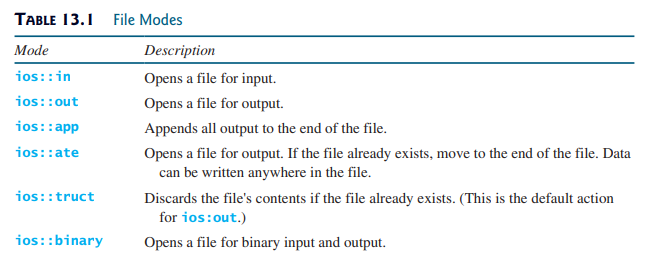 TABLE 13.1 File Modes
Mode Description
ios::in Opens a file for input.
ios::out Opens a file for output.
ios::app Appends all output to the end of the file.
ios::ate Opens a file for output. If the file already exists, move to the end of the file. Data
can be written anywhere in the file.
ios::truct Discards the file's contents if the file already exists. (This is the default action
for ios:out.)
ios::binary Opens a file for binary input and output.